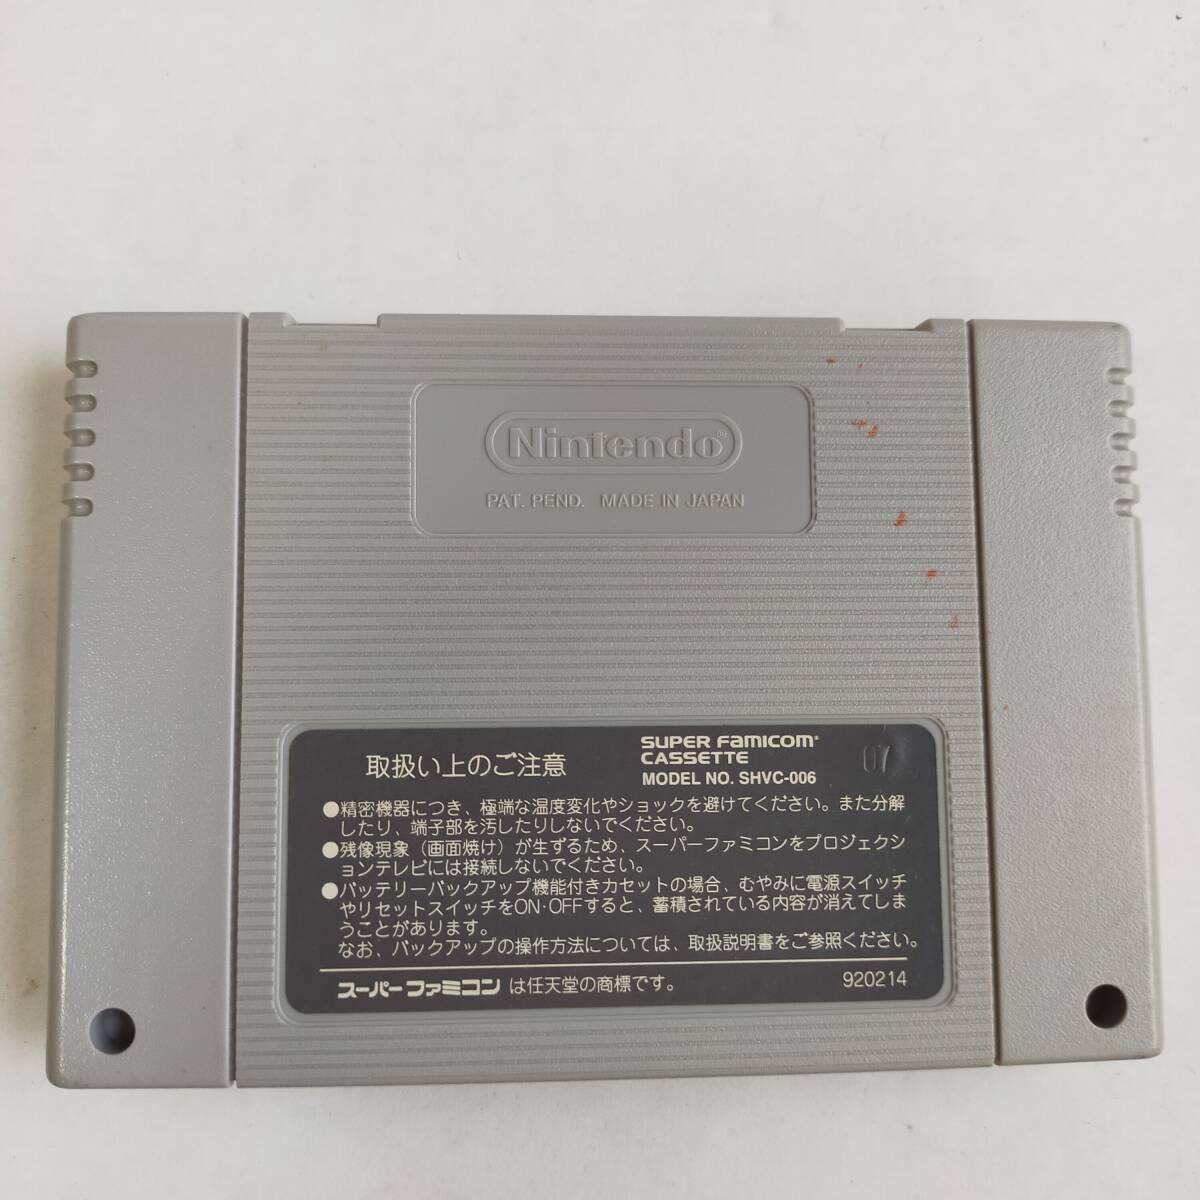 Nintendo™
PAT. PEND. MADE IN JAPAN
取扱い上のご注意
SUPER Famicom®
CASSETTE
MODEL NO. SHVC-006
07
●精密機器につき、極端な温度変化やショックを避けてください。また分解
したり、端子部を汚したりしないでください。
●残像現象（画面焼け）が生ずるため、スーパーファミコンをプロジェクシ
ョンテレビには接続しないでください。
●バッテリーバックアップ機能付きカセットの場合、むやみに電源スイッチ
やリセットスイッチをON・OFFすると、蓄積されている内容が消えてしま
うことがあります。
なお、バックアップの操作方法については、取扱説明書をご参照ください。
スーパーファミコン は任天堂の商標です。
920214